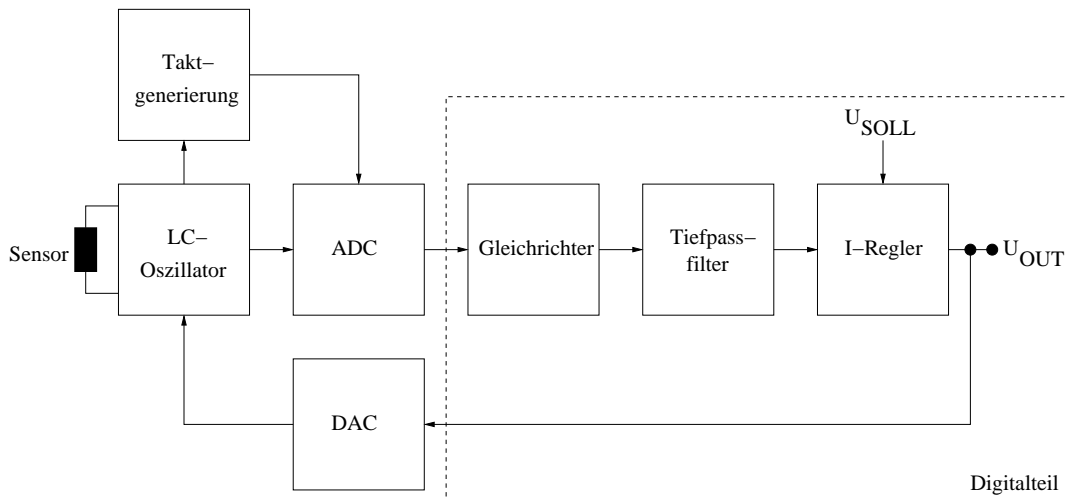 Takt–
generierung
U_SOLL
Sensor
LC–
Oszillator
ADC
Gleichrichter
Tiefpass–
filter
I–Regler
U_OUT
DAC
Digitalteil